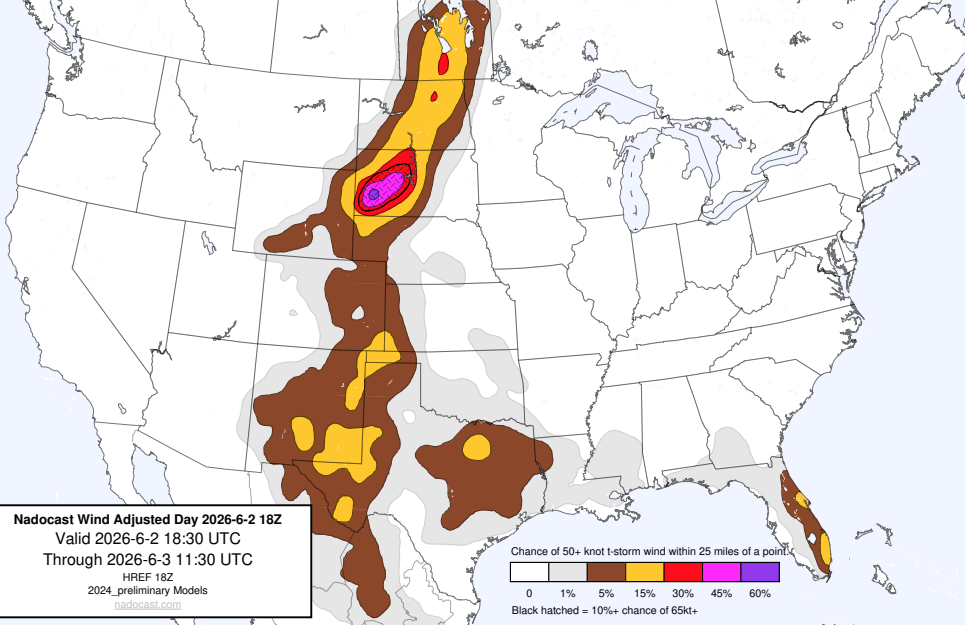 Nadocast Wind Adjusted Day 2026-6-2 18Z
Valid 2026-6-2 18:30 UTC
Through 2026-6-3 11:30 UTC
HREF 18Z
2024_preliminary Models
nadocast.com
Chance of 50+ knot t-storm wind within 25 miles of a point.
0 1% 5% 15% 30% 45% 60%
Black hatched = 10%+ chance of 65kt+